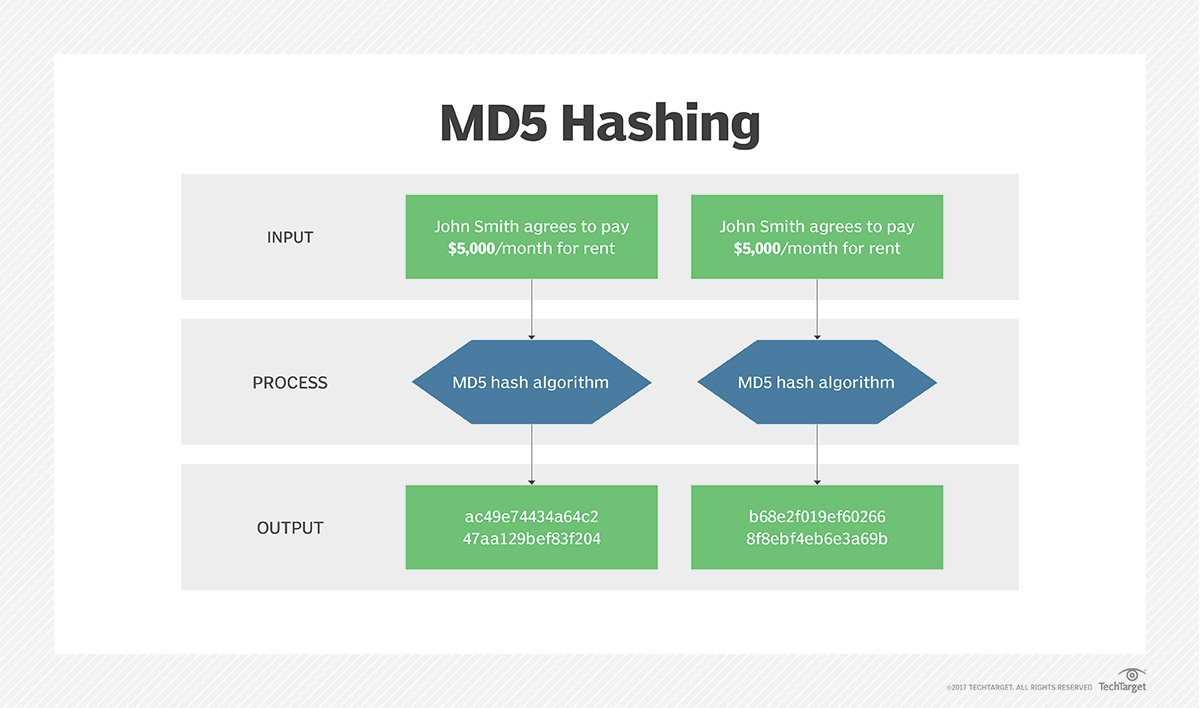 MD5 Hashing
INPUT
John Smith agrees to pay
$5,000/month for rent
John Smith agrees to pay
$5,000/month for rent
PROCESS
MD5 hash algorithm
MD5 hash algorithm
OUTPUT
ac49e74434a64c2
47aa129bef83f204
b68e2f019ef60266
8f8ebf4eb6e3a69b
©2017 TECHTARGET. ALL RIGHTS RESERVED
TechTarget